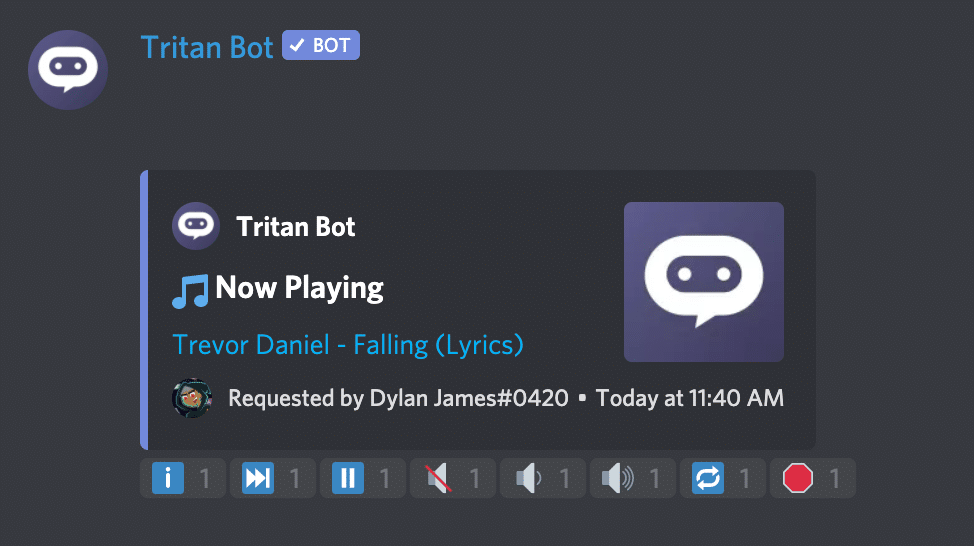 Tritan Bot ✓ BOT
Tritan Bot
🎵 Now Playing
Trevor Daniel - Falling (Lyrics)
Requested by Dylan James#0420 • Today at 11:40 AM
1 1 1 1 1 1 1 1